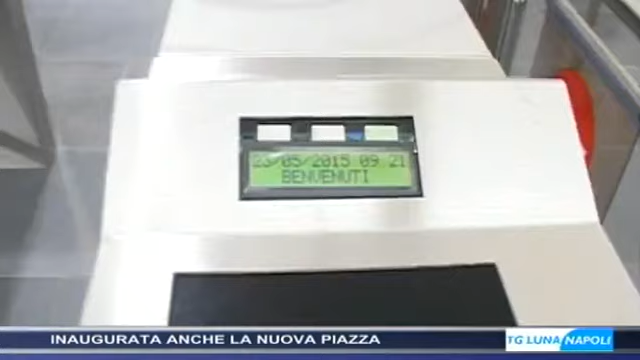 23/05/2015 09 21
BENVENUTI
INAUGURATA ANCHE LA NUOVA PIAZZA
TG LUNA NAPOLI